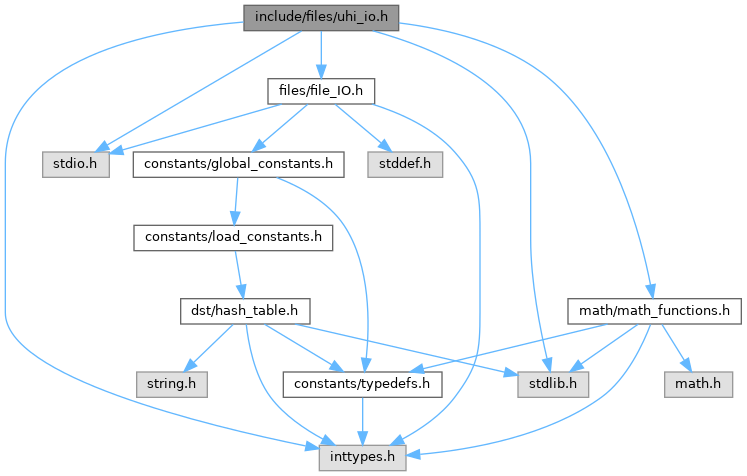 include/files/uhi_io.h
files/file_IO.h
stdio.h
constants/global_constants.h
stddef.h
constants/load_constants.h
dst/hash_table.h
math/math_functions.h
string.h
constants/typedefs.h
stdlib.h
math.h
inttypes.h